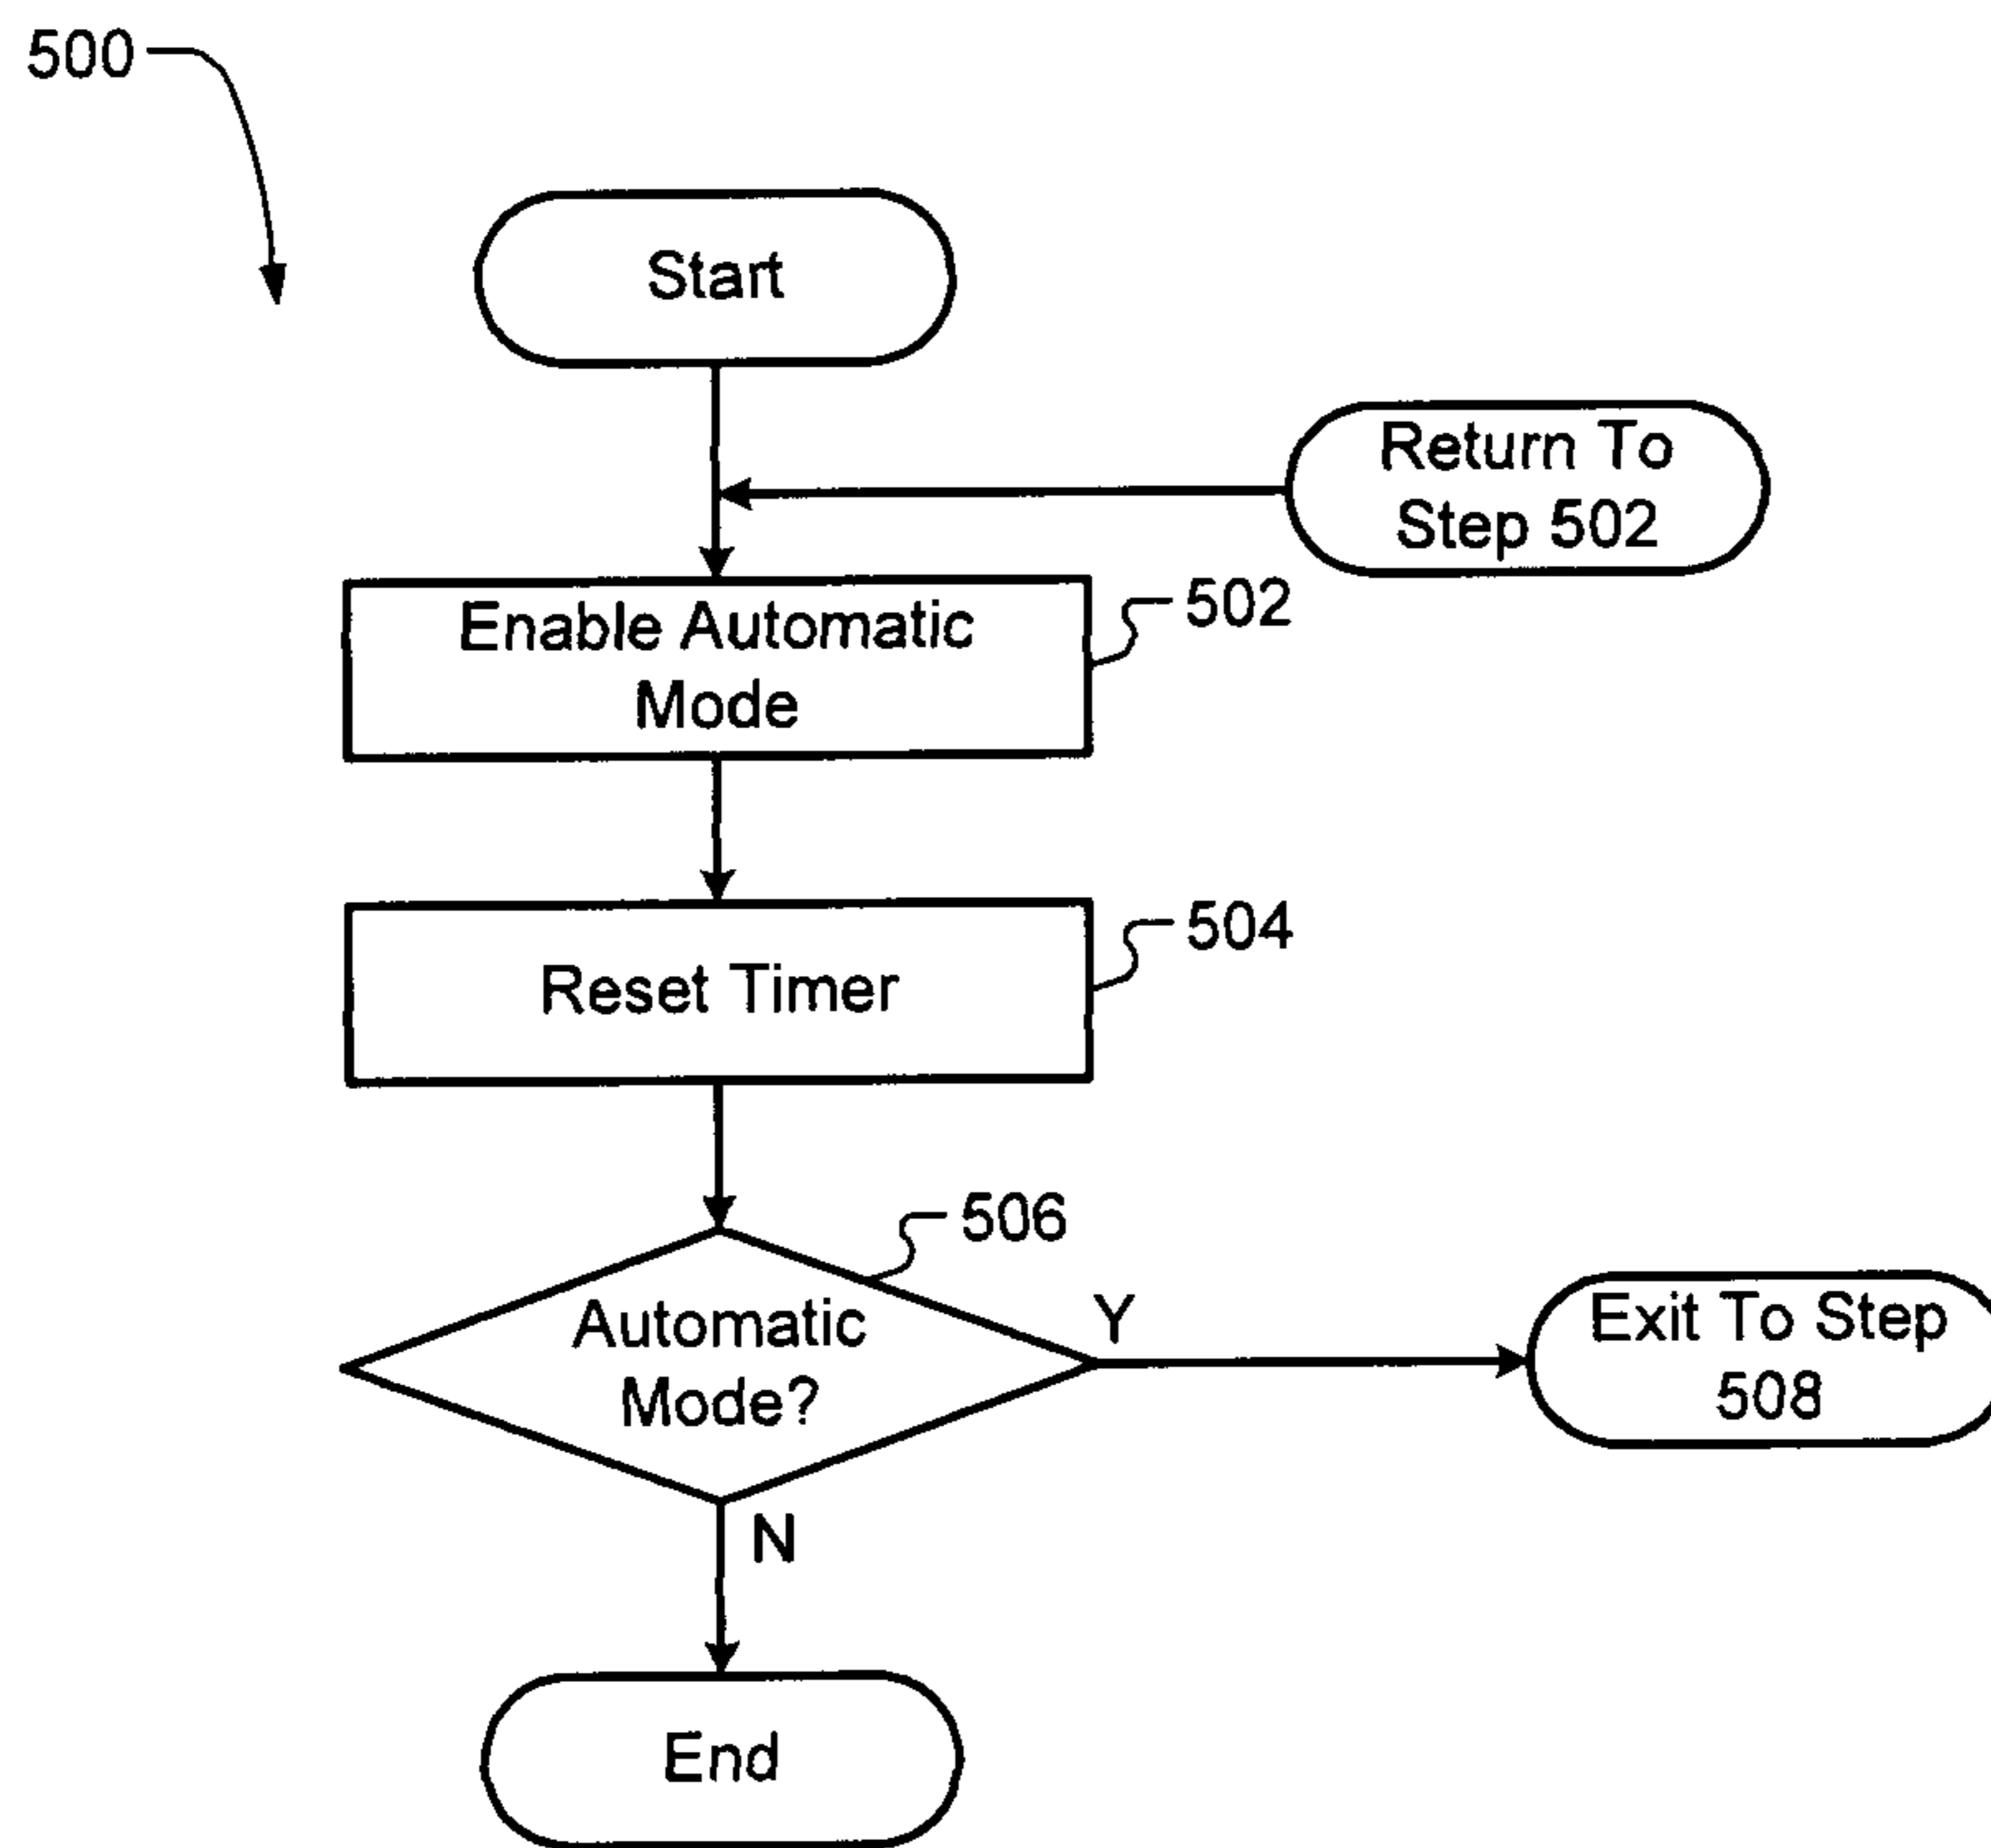 500
Start
Return To
Step 502
Enable Automatic
Mode
502
Reset Timer
504
506
Automatic
Mode?
Y
Exit To Step
508
N
End